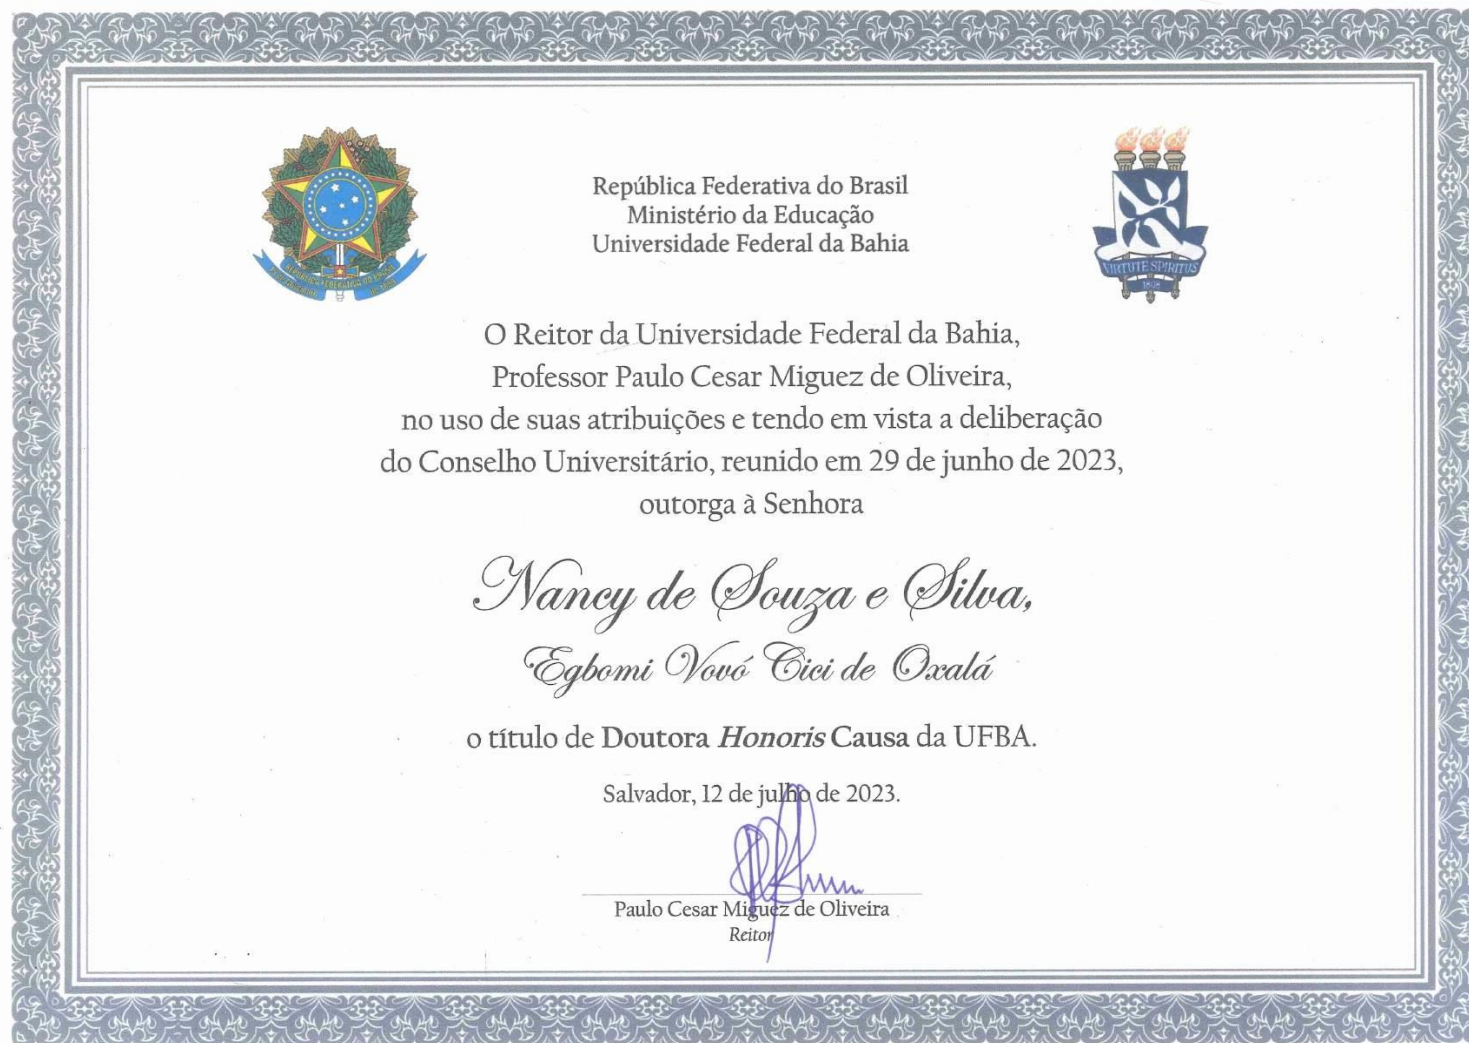 República Federativa do Brasil
Ministério da Educação
Universidade Federal da Bahia
VIRTUTE SPIRITUS
O Reitor da Universidade Federal da Bahia,
Professor Paulo Cesar Miguez de Oliveira,
no uso de suas atribuições e tendo em vista a deliberação
do Conselho Universitário, reunido em 29 de junho de 2023,
outorga à Senhora
Nancy de Souza e Silva,
Egbomi Vovó Cici de Oxalá
o título de Doutora Honoris Causa da UFBA.
Salvador, 12 de julho de 2023.
Paulo Cesar Miguez de Oliveira
Reitor